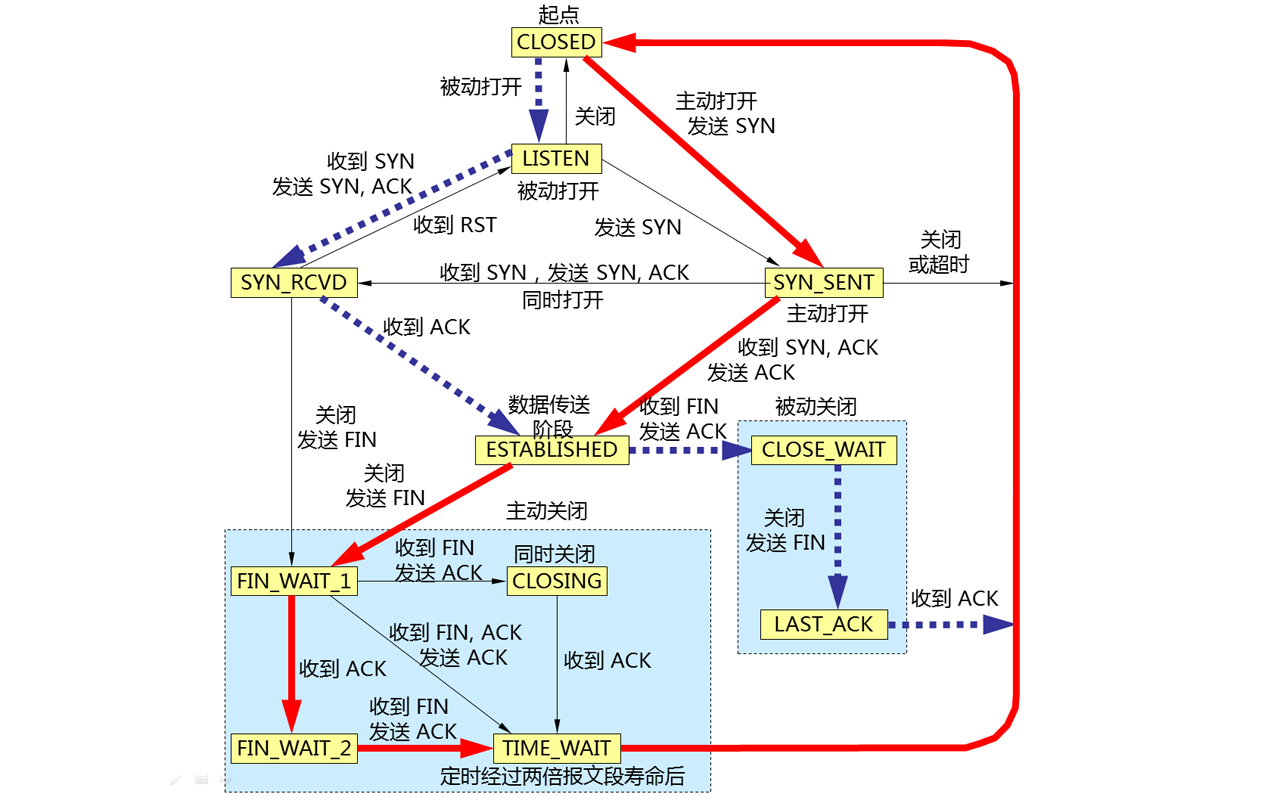 起点
CLOSED
被动打开
关闭
主动打开
发送 SYN
收到 SYN
发送 SYN, ACK
LISTEN
被动打开
收到 RST
发送 SYN
关闭
或超时
SYN_RCVD
收到 SYN , 发送 SYN, ACK
同时打开
SYN_SENT
主动打开
收到 ACK
收到 SYN, ACK
发送 ACK
关闭
发送 FIN
数据传送
阶段
ESTABLISHED
收到 FIN
发送 ACK
被动关闭
CLOSE_WAIT
关闭
发送 FIN
关闭
发送 FIN
主动关闭
FIN_WAIT_1
收到 FIN
发送 ACK
同时关闭
CLOSING
LAST_ACK
收到 ACK
收到 FIN, ACK
发送 ACK
收到 ACK
收到 ACK
收到 FIN
发送 ACK
FIN_WAIT_2
TIME_WAIT
定时经过两倍报文段寿命后